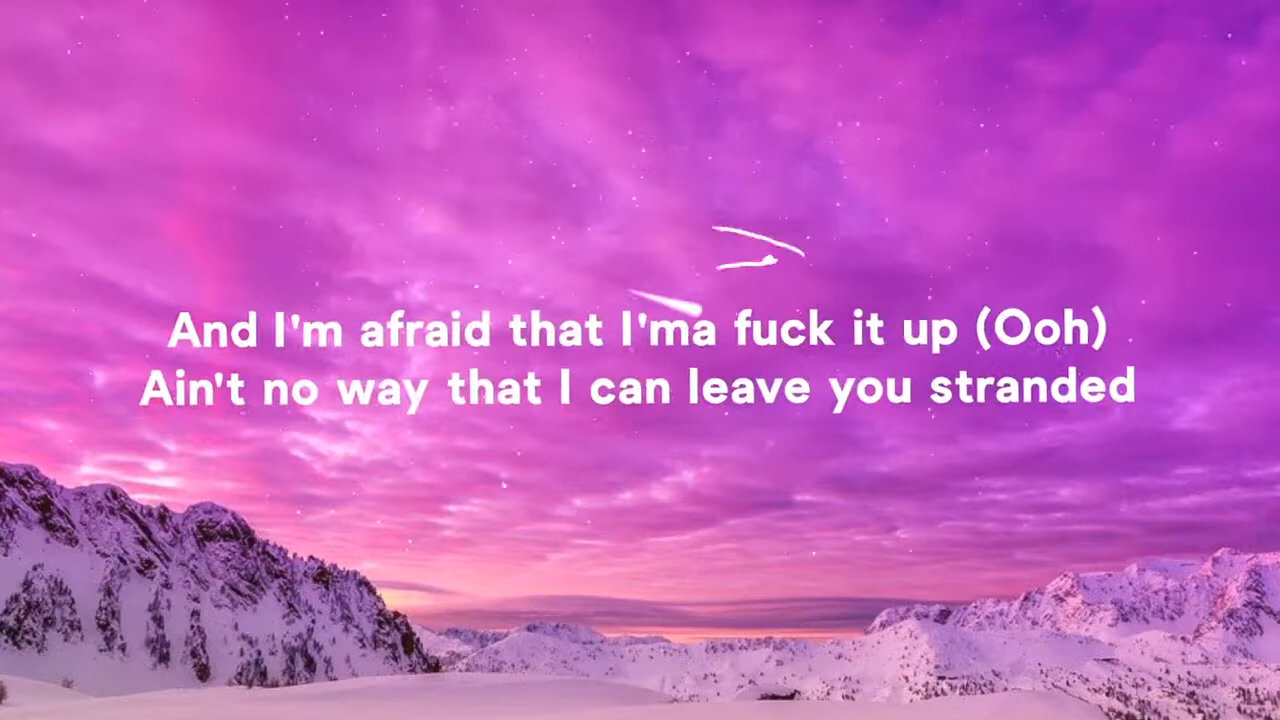 And I'm afraid that I'ma fuck it up (Ooh)
Ain't no way that I can leave you stranded